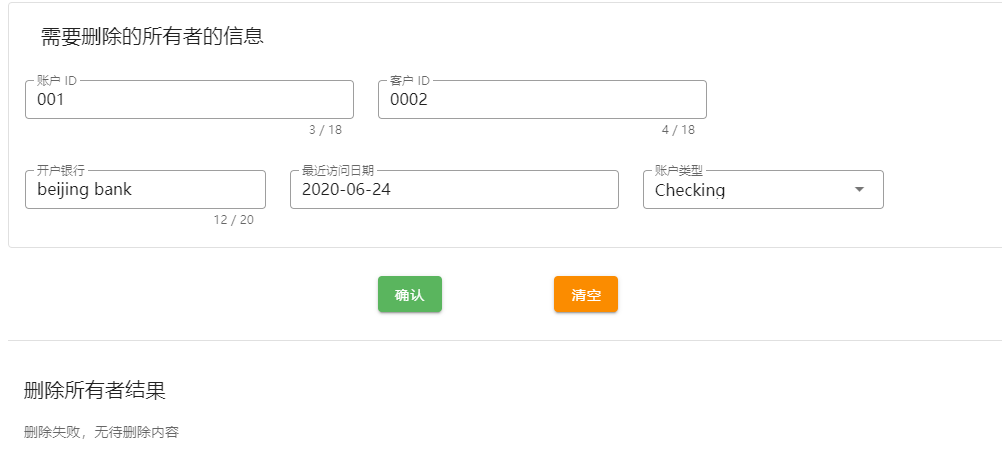 需要删除的所有者的信息
账户 ID 客户 ID
001 0002
3 / 18 4 / 18
开户银行 最近访问日期 账户类型
beijing bank 2020-06-24 Checking
12 / 20
确认 清空
删除所有者结果
删除失败，无待删除内容